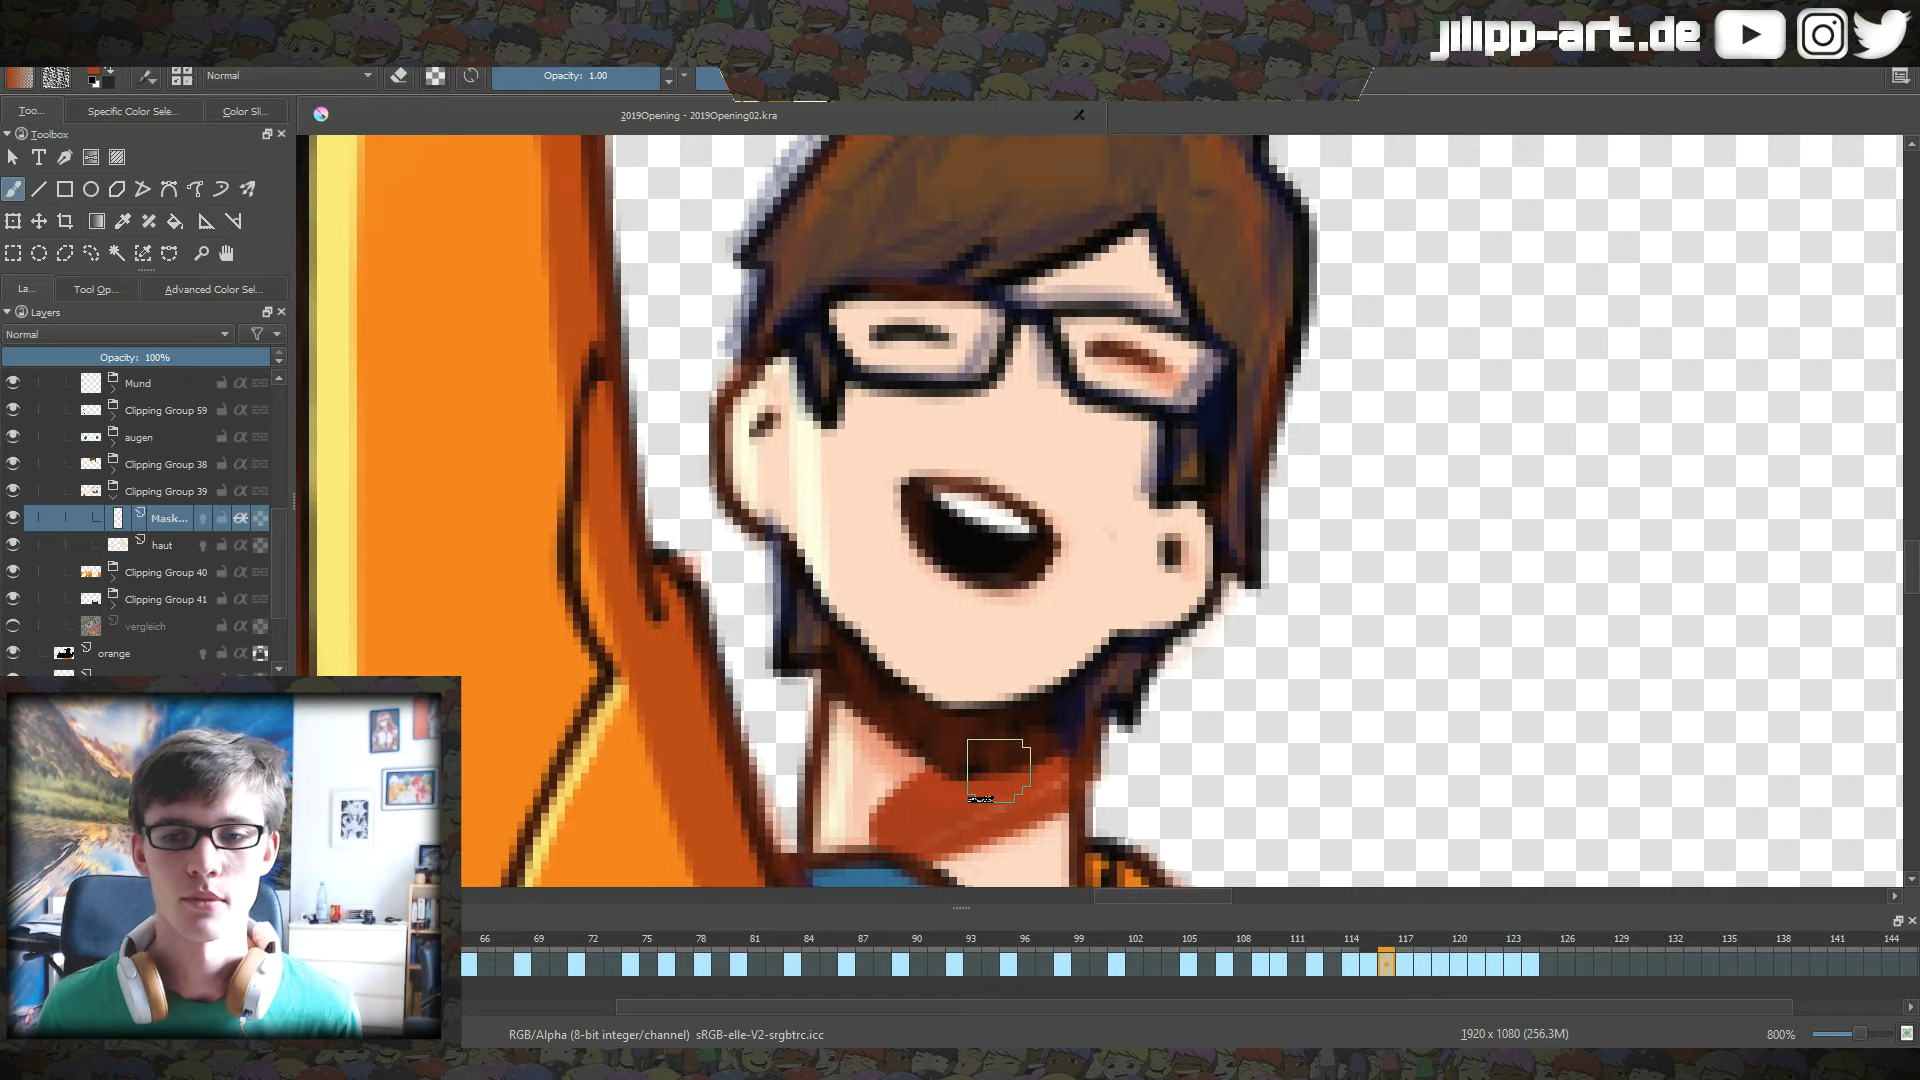 jilipp-art.de
Normal
Opacity: 1.00
Too...
Specific Color Sele...
Color Sli...
2019Opening - 2019Opening02.kra
Toolbox
La...
Tool Op...
Advanced Color Sel...
Layers
Normal
Opacity: 100%
Mund
Clipping Group 59
augen
Clipping Group 38
Clipping Group 39
Mask...
haut
Clipping Group 40
Clipping Group 41
vergleich
orange
66 69 72 75 78 81 84 87 90 93 96 99 102 105 108 111 114 117 120 123 126 129 132 135 138 141 144
RGB/Alpha (8-bit integer/channel) sRGB-elle-V2-srgbtrc.icc
1920 x 1080 (256.3M)
800%